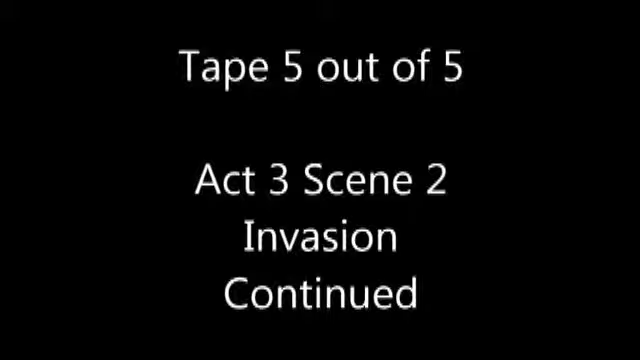 Tape 5 out of 5
Act 3 Scene 2
Invasion
Continued